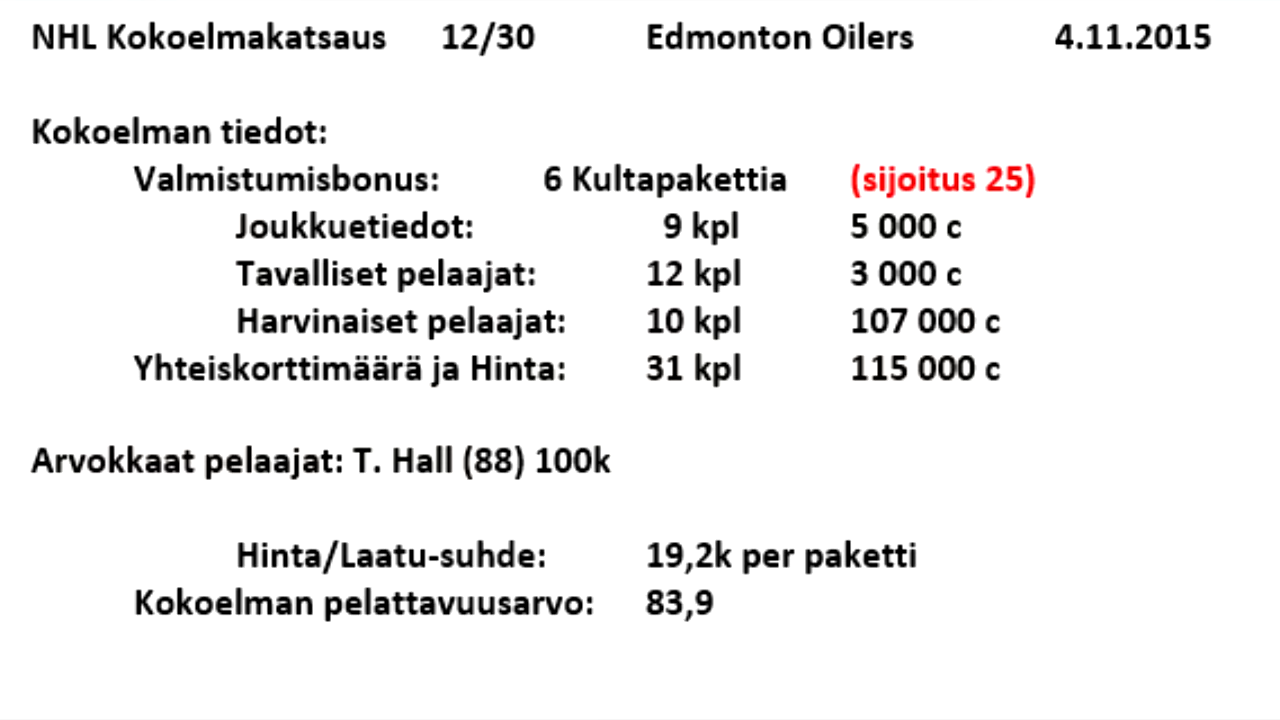 NHL Kokoelmakatsaus 12/30 Edmonton Oilers 4.11.2015
Kokoelman tiedot:
Valmistumisbonus: 6 Kultapakettia (sijoitus 25)
Joukkuetiedot: 9 kpl 5 000 c
Tavalliset pelaajat: 12 kpl 3 000 c
Harvinaiset pelaajat: 10 kpl 107 000 c
Yhteiskorttimäärä ja Hinta: 31 kpl 115 000 c
Arvokkaat pelaajat: T. Hall (88) 100k
Hinta/Laatu-suhde: 19,2k per paketti
Kokoelman pelattavuusarvo: 83,9